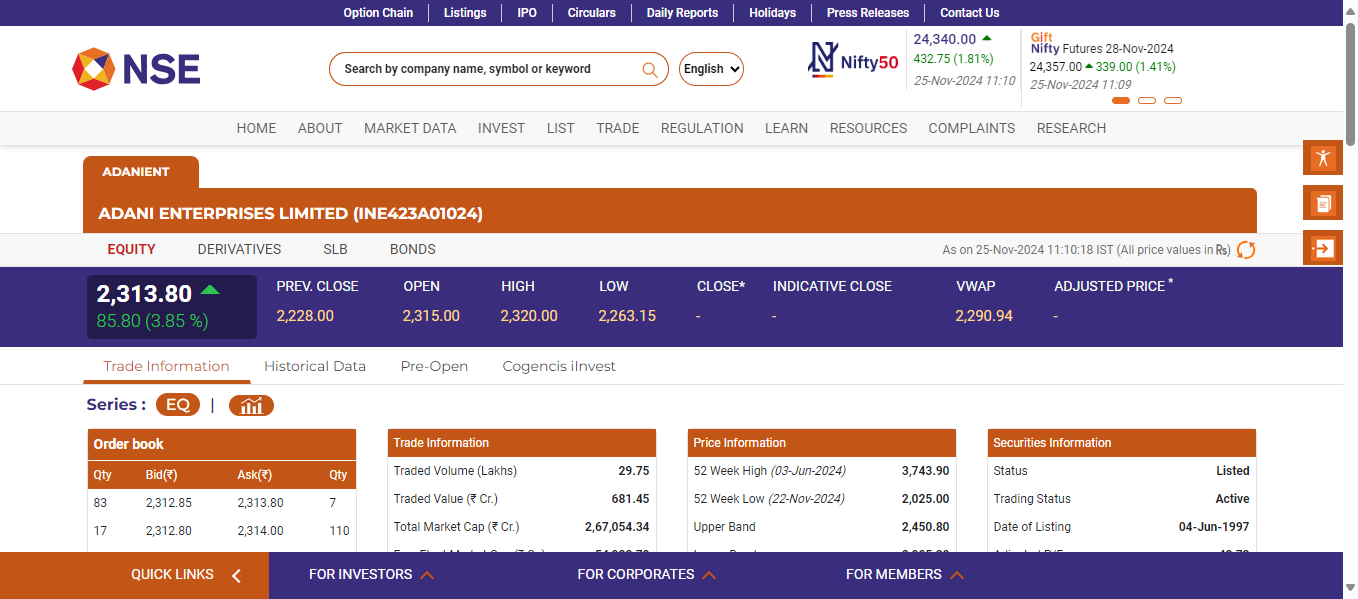 Option Chain Listings IPO Circulars Daily Reports Holidays Press Releases Contact Us
NSE
Search by company name, symbol or keyword
English
Nifty50
24,340.00
432.75 (1.81%)
25-Nov-2024 11:10
Gift
Nifty Futures 28-Nov-2024
24,357.00 339.00 (1.41%)
25-Nov-2024 11:09
HOME ABOUT MARKET DATA INVEST LIST TRADE REGULATION LEARN RESOURCES COMPLAINTS RESEARCH
ADANIENT
ADANI ENTERPRISES LIMITED (INE423A01024)
EQUITY DERIVATIVES SLB BONDS
As on 25-Nov-2024 11:10:18 IST (All price values in ₨)
2,313.80
85.80 (3.85 %)
PREV. CLOSE OPEN HIGH LOW CLOSE* INDICATIVE CLOSE VWAP ADJUSTED PRICE *
2,228.00 2,315.00 2,320.00 2,263.15 - - 2,290.94 -
Trade Information Historical Data Pre-Open Cogencis iInvest
Series : EQ |
Order book
Qty Bid(₹) Ask(₹) Qty
83 2,312.85 2,313.80 7
17 2,312.80 2,314.00 110
Trade Information
Traded Volume (Lakhs) 29.75
Traded Value (₹ Cr.) 681.45
Total Market Cap (₹ Cr.) 2,67,054.34
Price Information
52 Week High (03-Jun-2024) 3,743.90
52 Week Low (22-Nov-2024) 2,025.00
Upper Band 2,450.80
Securities Information
Status Listed
Trading Status Active
Date of Listing 04-Jun-1997
QUICK LINKS FOR INVESTORS FOR CORPORATES FOR MEMBERS